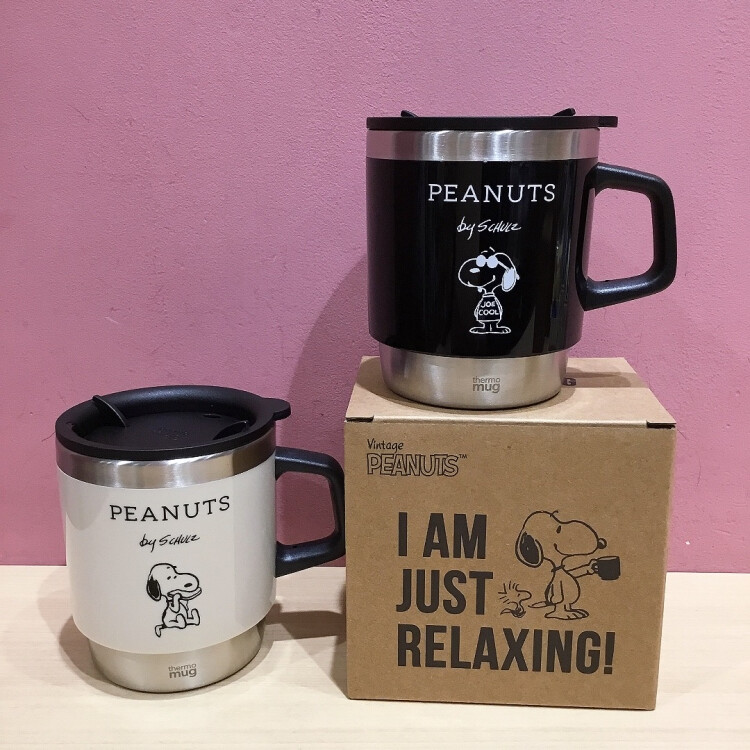 PEANUTS
by SCHULZ
JOE
COOL
thermo
mug
PEANUTS
by SCHULZ
thermo
mug
Vintage
PEANUTS™
I AM
JUST
RELAXING!